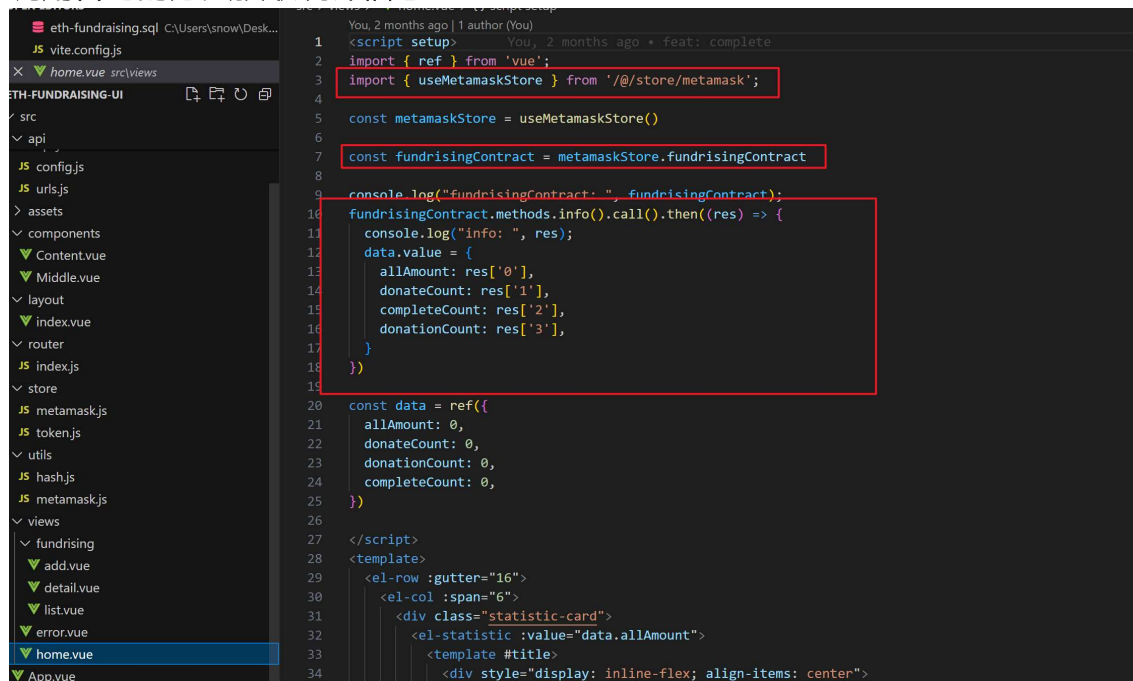 eth-fundraising.sql C:\Users\snow\Desk...
JS vite.config.js
home.vue src\views
ETH-FUNDRAISING-UI
src
api
JS config.js
JS urls.js
assets
components
Content.vue
Middle.vue
layout
index.vue
router
JS index.js
store
JS metamask.js
JS token.js
utils
JS hash.js
JS metamask.js
views
fundrising
add.vue
detail.vue
list.vue
error.vue
home.vue
App.vue
You, 2 months ago | 1 author (You)
1 <script setup> You, 2 months ago • feat: complete
2 import { ref } from 'vue';
3 import { useMetamaskStore } from '/@/store/metamask';
4
5 const metamaskStore = useMetamaskStore()
6
7 const fundrisingContract = metamaskStore.fundrisingContract
8
9 console.log("fundrisingContract: ", fundrisingContract);
10 fundrisingContract.methods.info().call().then((res) => {
11 console.log("info: ", res);
12 data.value = {
13 allAmount: res['0'],
14 donateCount: res['1'],
15 completeCount: res['2'],
16 donationCount: res['3'],
17 }
18 })
19
20 const data = ref({
21 allAmount: 0,
22 donateCount: 0,
23 donationCount: 0,
24 completeCount: 0,
25 })
26
27 </script>
28 <template>
29 <el-row :gutter="16">
30 <el-col :span="6">
31 <div class="statistic-card">
32 <el-statistic :value="data.allAmount">
33 <template #title>
34 <div style="display: inline-flex; align-items: center">